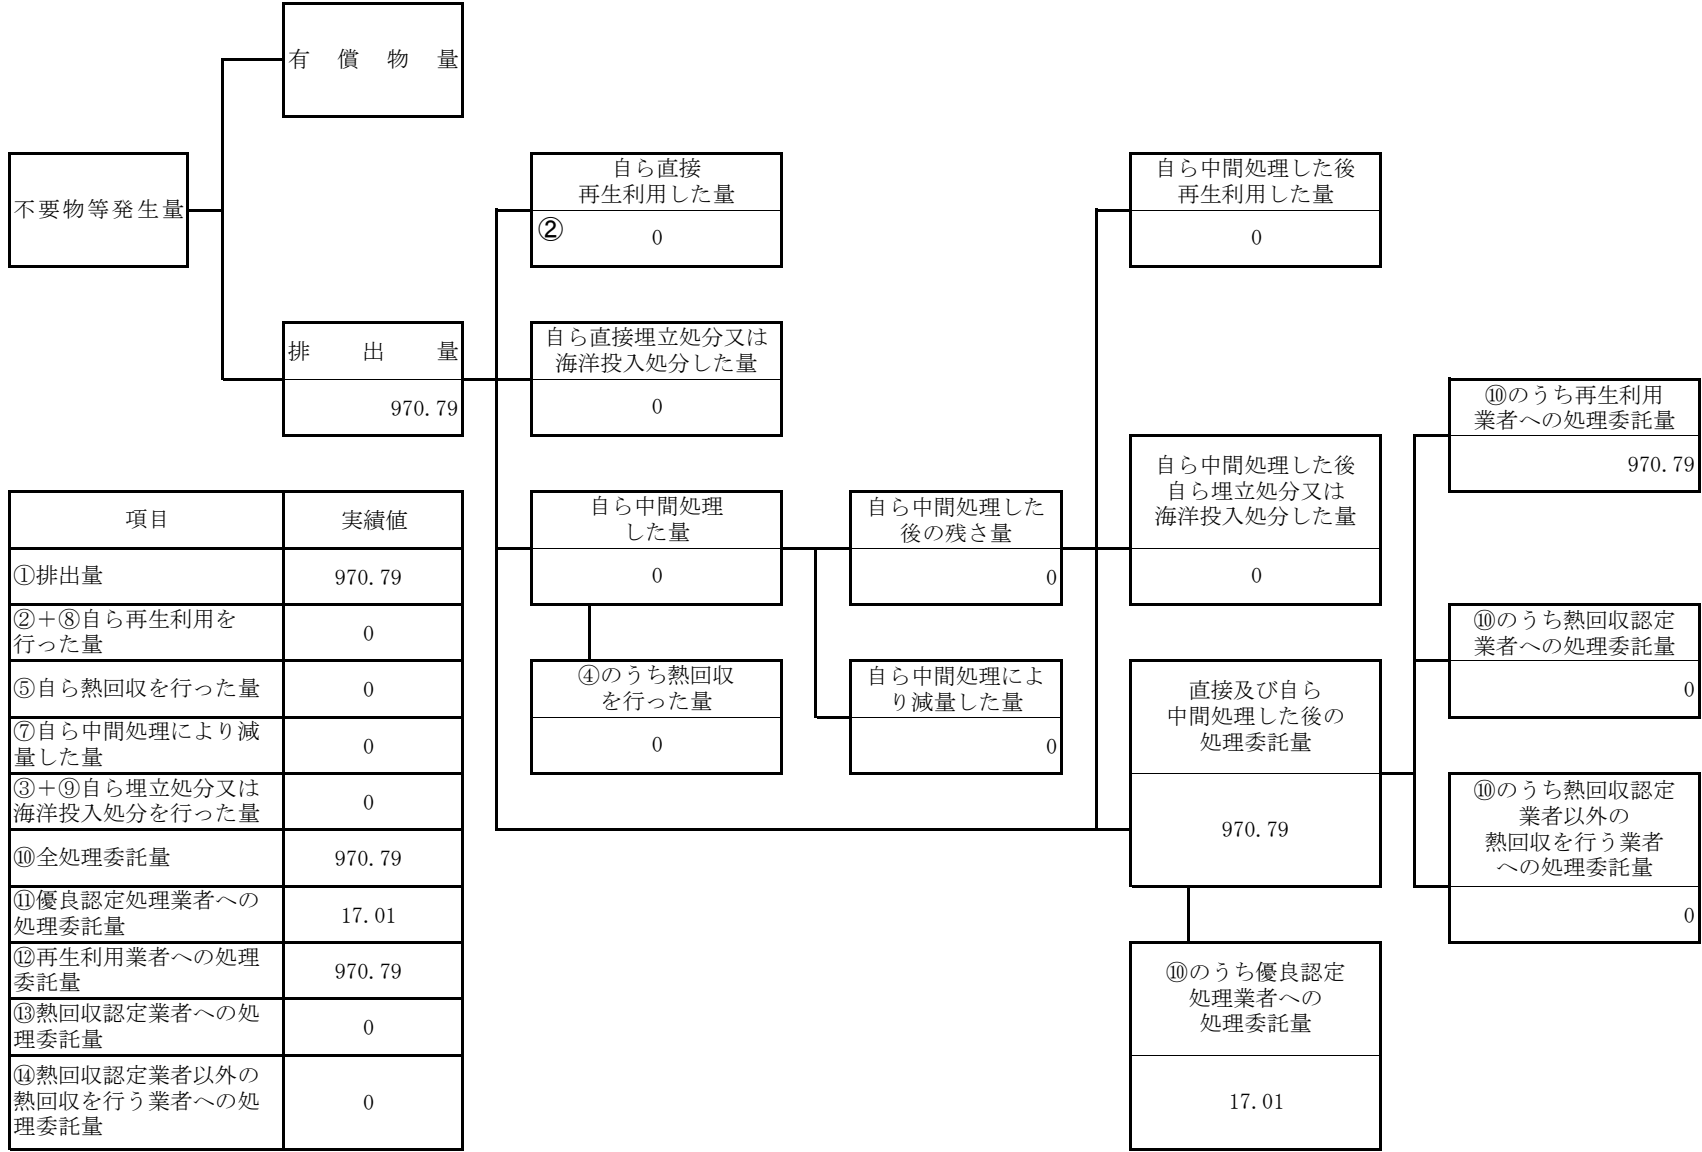 有償物量
不要物等発生量
排出量
970.79
自ら直接
再生利用した量
②
0
自ら直接埋立処分又は
海洋投入処分した量
0
自ら中間処理
した量
0
④のうち熱回収
を行った量
0
自ら中間処理した
後の残さ量
0
自ら中間処理によ
り減量した量
0
自ら中間処理した後
再生利用した量
0
自ら中間処理した後
自ら埋立処分又は
海洋投入処分した量
0
直接及び自ら
中間処理した後の
処理委託量
970.79
⑩のうち優良認定
処理業者への
処理委託量
17.01
⑩のうち再生利用
業者への処理委託量
970.79
⑩のうち熱回収認定
業者への処理委託量
0
⑩のうち熱回収認定
業者以外の
熱回収を行う業者
への処理委託量
0
項目 実績値
①排出量 970.79
②+⑧自ら再生利用を
行った量
0
⑤自ら熱回収を行った量 0
⑦自ら中間処理により減
量した量
0
③+⑨自ら埋立処分又は
海洋投入処分を行った量
0
⑩全処理委託量 970.79
⑪優良認定処理業者への
処理委託量
17.01
⑫再生利用業者への処理
委託量
970.79
⑬熱回収認定業者への処
理委託量
0
⑭熱回収認定業者以外の
熱回収を行う業者への処
理委託量
0